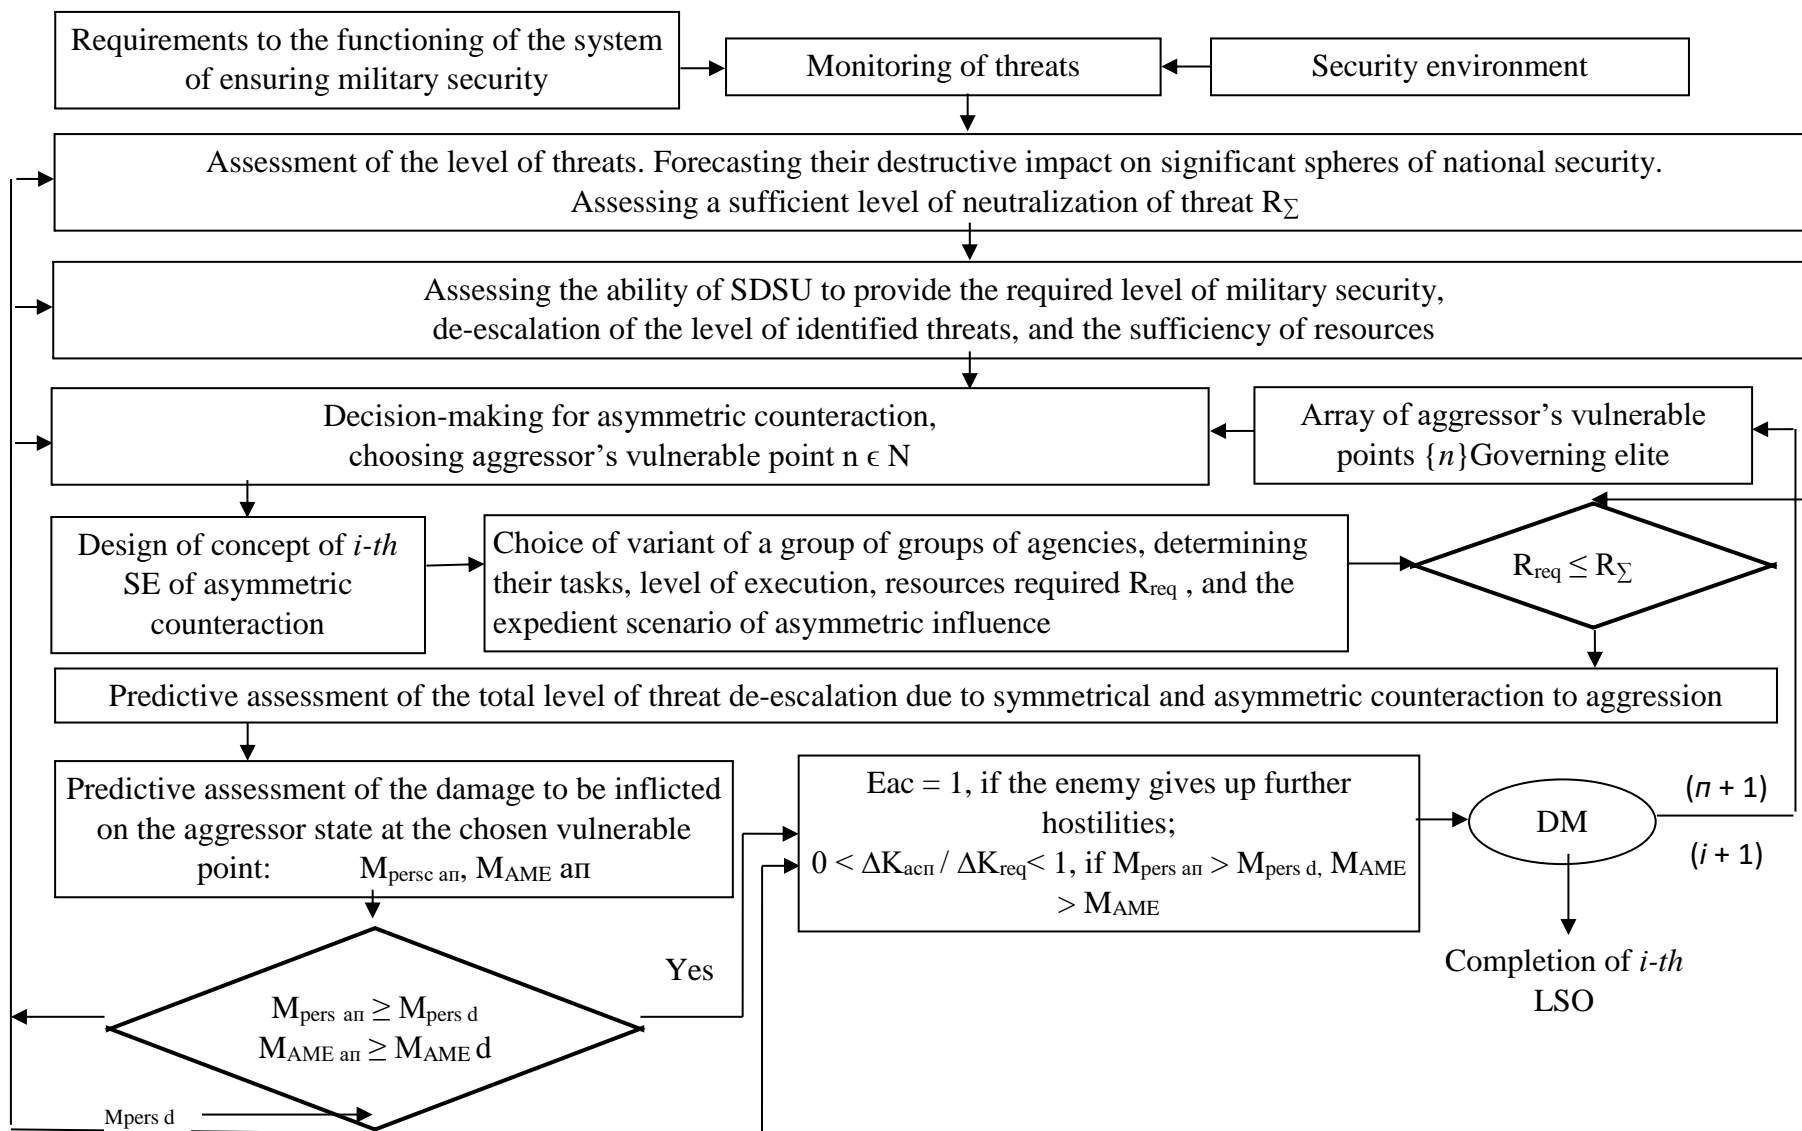 Requirements to the functioning of the system
of ensuring military security
Monitoring of threats
Security environment
Assessment of the level of threats. Forecasting their destructive impact on significant spheres of national security.
Assessing a sufficient level of neutralization of threat R∑
Assessing the ability of SDSU to provide the required level of military security,
de-escalation of the level of identified threats, and the sufficiency of resources
Decision-making for asymmetric counteraction,
choosing aggressor’s vulnerable point n ϵ N
Array of aggressor’s vulnerable
points {n}Governing elite
Design of concept of i-th
SE of asymmetric
counteraction
Choice of variant of a group of groups of agencies, determining
their tasks, level of execution, resources required Rreq , and the
expedient scenario of asymmetric influence
Rreq ≤ R∑
Predictive assessment of the total level of threat de-escalation due to symmetrical and asymmetric counteraction to aggression
Predictive assessment of the damage to be inflicted
on the aggressor state at the chosen vulnerable
point: Mpersc aп, MAME aп
Eac = 1, if the enemy gives up further
hostilities;
0 < ΔKacп / ΔKreq< 1, if Mpers aп > Mpers d, MAME
> MAME
DM
(п + 1)
(i + 1)
Completion of i-th
LSO
Yes
Mpers aп ≥ Mpers d
MAME aп ≥ MAME d
Mpers d